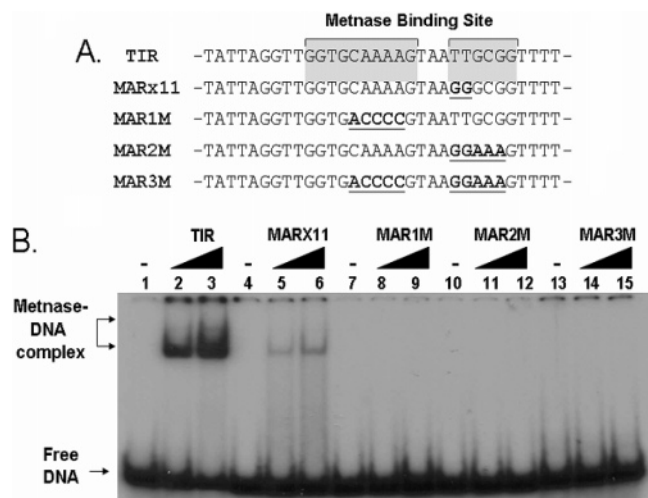 Metnase Binding Site
A.
TIR -TATTAGGTTGGTGCAAAAGTAATTGCGGTTTT-
MARx11 -TATTAGGTTGGTGCAAAAGTAAGGGCGGTTTT-
MAR1M -TATTAGGTTGGTGACCCCGTAATTGCGGTTTT-
MAR2M -TATTAGGTTGGTGCAAAAGTAAGGAAAGTTTT-
MAR3M -TATTAGGTTGGTGACCCCGTAAGGAAAGTTTT-
B.
TIR MARX11 MAR1M MAR2M MAR3M
- - - - -
1 2 3 4 5 6 7 8 9 10 11 12 13 14 15
Metnase-
DNA
complex
Free
DNA